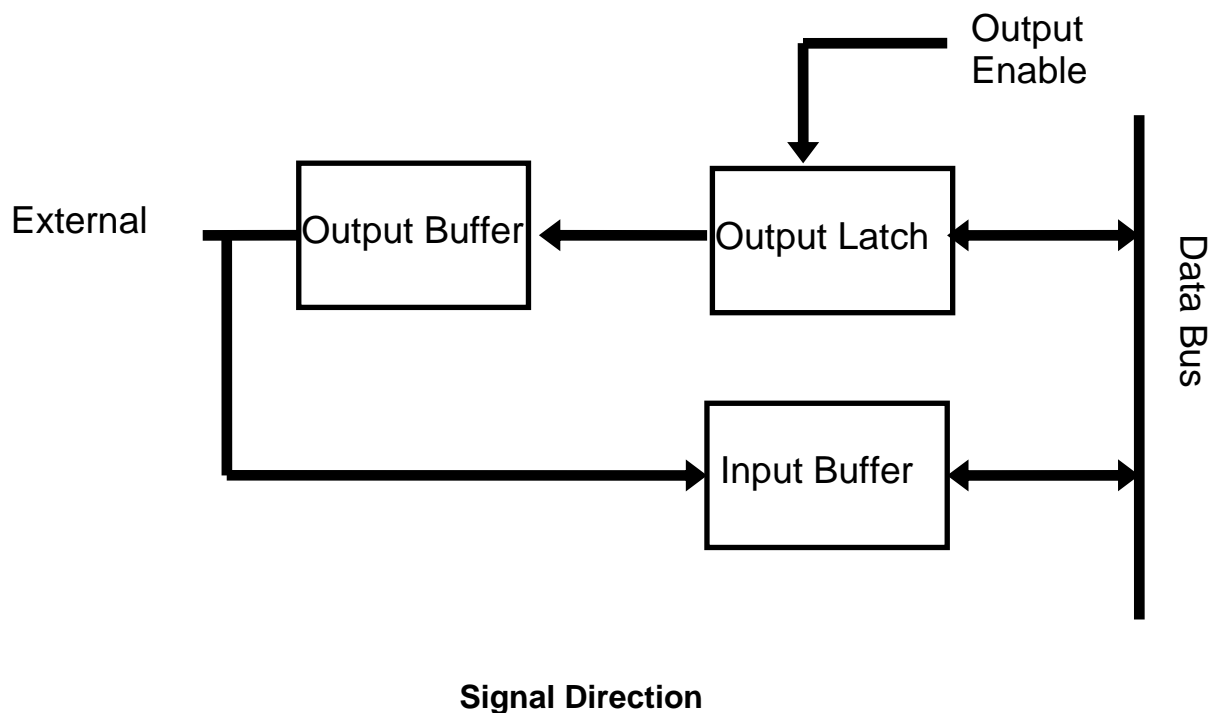 Output
Enable
External
Output Buffer
Output Latch
Data Bus
Input Buffer
Signal Direction